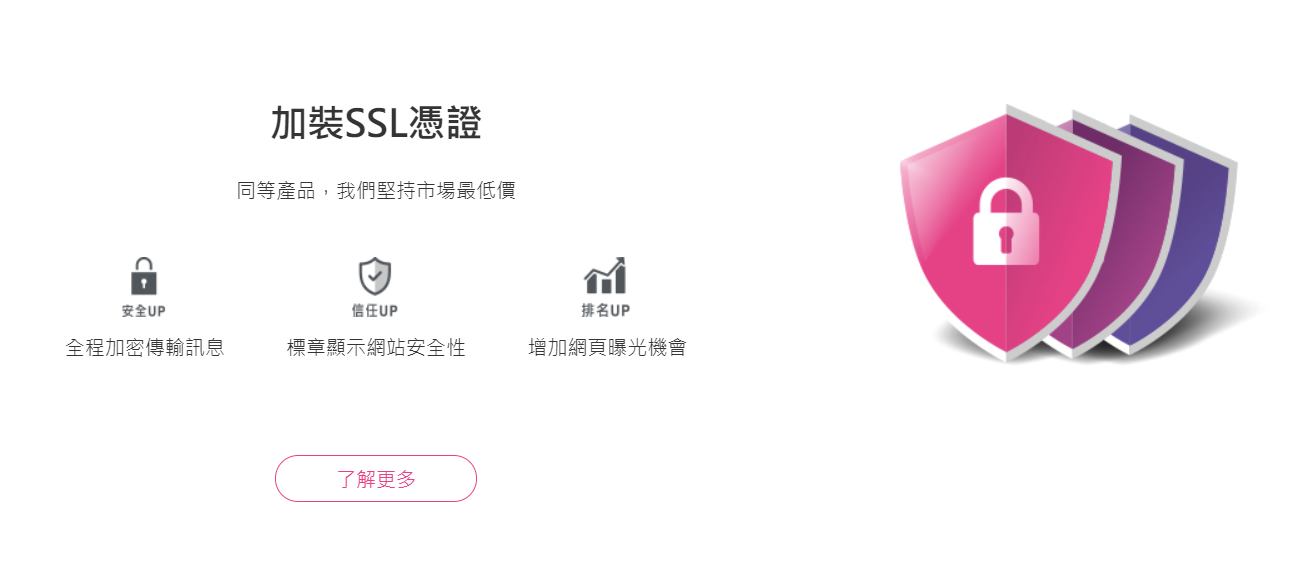 加裝SSL憑證
同等產品，我們堅持市場最低價
安全UP
全程加密傳輸訊息
信任UP
標章顯示網站安全性
排名UP
增加網頁曝光機會
了解更多